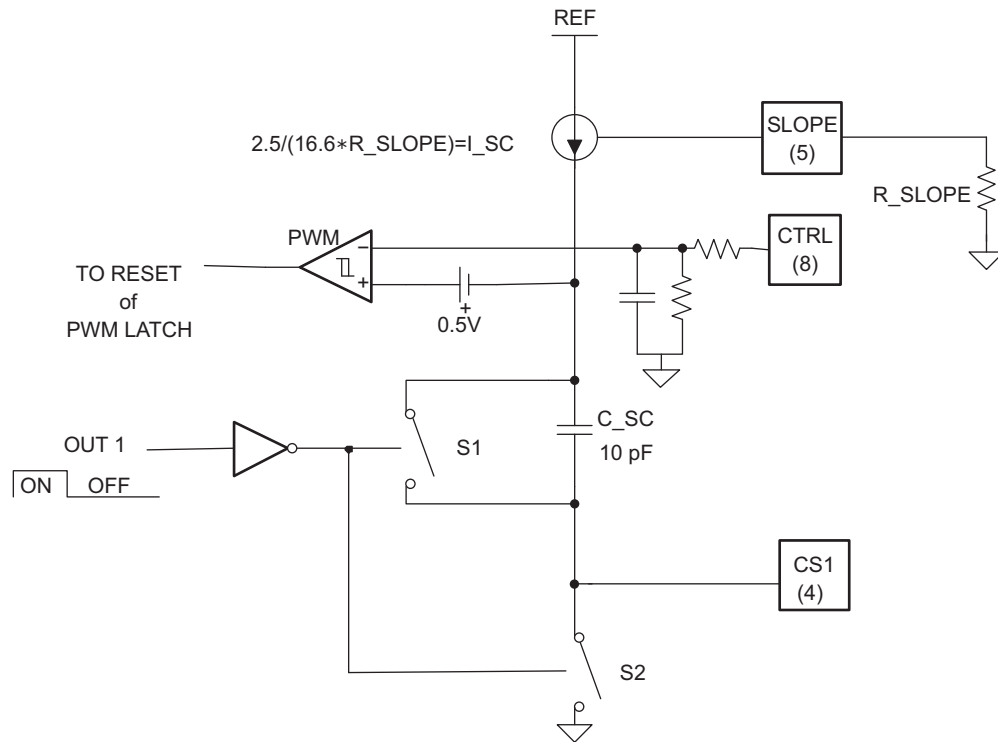 REF
2.5/(16.6*R_SLOPE)=I_SC
SLOPE
(5)
R_SLOPE
PWM
CTRL
(8)
TO RESET
of
PWM LATCH
−
+
+
0.5V
C_SC
10 pF
OUT 1
S1
ON OFF
CS1
(4)
S2